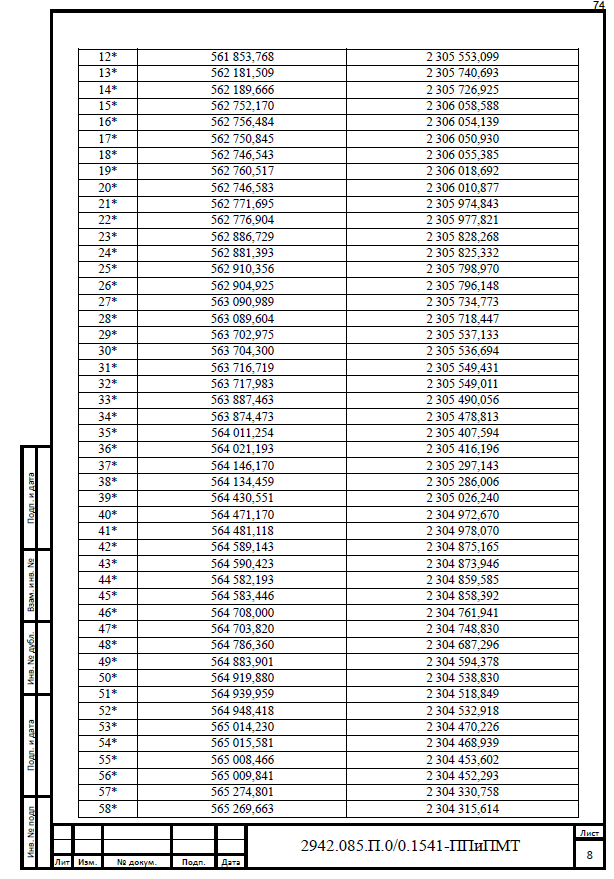 74
12* 561 853,768 2 305 553,099
13* 562 181,509 2 305 740,693
14* 562 189,666 2 305 726,925
15* 562 752,170 2 306 058,588
16* 562 756,484 2 306 054,139
17* 562 750,845 2 306 050,930
18* 562 746,543 2 306 055,385
19* 562 760,517 2 306 018,692
20* 562 746,583 2 306 010,877
21* 562 771,695 2 305 974,843
22* 562 776,904 2 305 977,821
23* 562 886,729 2 305 828,268
24* 562 881,393 2 305 825,332
25* 562 910,356 2 305 798,970
26* 562 904,925 2 305 796,148
27* 563 090,989 2 305 734,773
28* 563 089,604 2 305 718,447
29* 563 702,975 2 305 537,133
30* 563 704,300 2 305 536,694
31* 563 716,719 2 305 549,431
32* 563 717,983 2 305 549,011
33* 563 887,463 2 305 490,056
34* 563 874,473 2 305 478,813
35* 564 011,254 2 305 407,594
36* 564 021,193 2 305 416,196
37* 564 146,170 2 305 297,143
38* 564 134,459 2 305 286,006
39* 564 430,551 2 305 026,240
40* 564 471,170 2 304 972,670
41* 564 481,118 2 304 978,070
42* 564 589,143 2 304 875,165
43* 564 590,423 2 304 873,946
44* 564 582,193 2 304 859,585
45* 564 583,446 2 304 858,392
46* 564 708,000 2 304 761,941
47* 564 703,820 2 304 748,830
48* 564 786,360 2 304 687,296
49* 564 883,901 2 304 594,378
50* 564 919,880 2 304 538,830
51* 564 939,959 2 304 518,849
52* 564 948,418 2 304 532,918
53* 565 014,230 2 304 470,226
54* 565 015,581 2 304 468,939
55* 565 008,466 2 304 453,602
56* 565 009,841 2 304 452,293
57* 565 274,801 2 304 330,758
58* 565 269,663 2 304 315,614
Подп. и дата
Взам. инв. №
Инв. № дубл.
Подп. и дата
Инв. № подп
Лит Изм. № докум. Подп. Дата
2942.085.П.0/0.1541-ППиПМТ
Лист
8